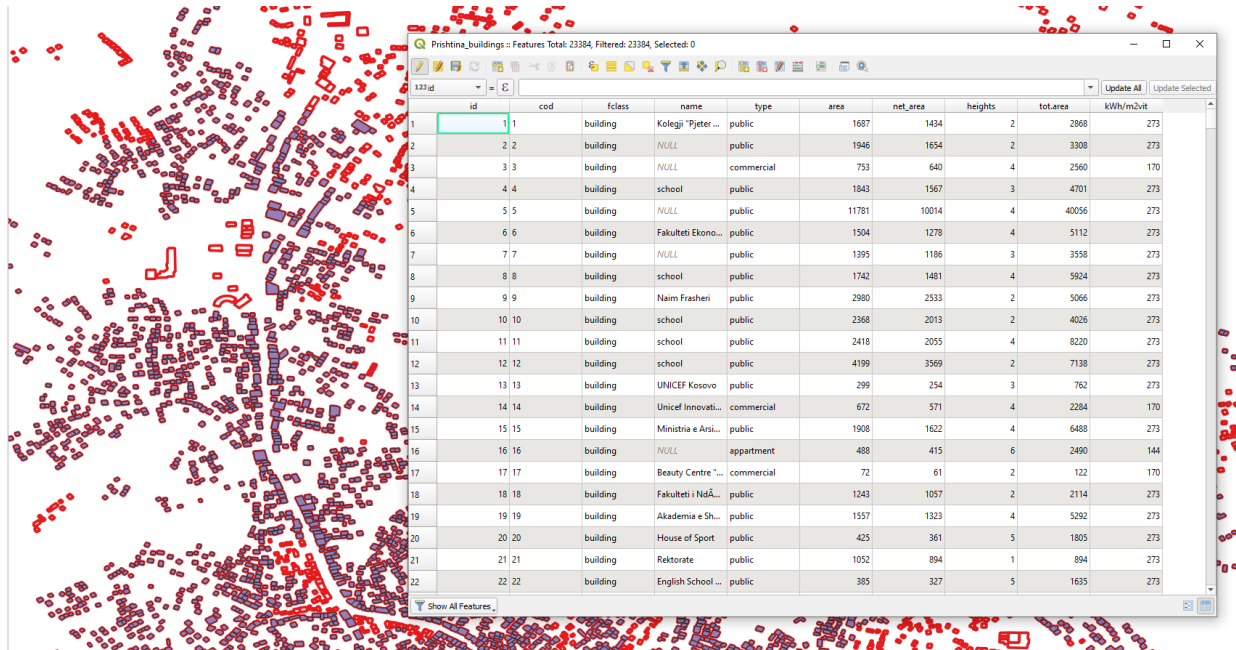 Prishtina_buildings :: Features Total: 23384, Filtered: 23384, Selected: 0
123 id = ε Update All Update Selected
id cod fclass name type area net_area heights tot.area kWh/m2vit
1 1 1 building Kolegji "Pjeter ... public 1687 1434 2 2868 273
2 2 2 building NULL public 1946 1654 2 3308 273
3 3 3 building NULL commercial 753 640 4 2560 170
4 4 4 building school public 1843 1567 3 4701 273
5 5 5 building NULL public 11781 10014 4 40056 273
6 6 6 building Fakulteti Ekono... public 1504 1278 4 5112 273
7 7 7 building NULL public 1395 1186 3 3558 273
8 8 8 building school public 1742 1481 4 5924 273
9 9 9 building Naim Frasheri public 2980 2533 2 5066 273
10 10 10 building school public 2368 2013 2 4026 273
11 11 11 building school public 2418 2055 4 8220 273
12 12 12 building school public 4199 3569 2 7138 273
13 13 13 building UNICEF Kosovo public 299 254 3 762 273
14 14 14 building Unicef Innovati... commercial 672 571 4 2284 170
15 15 15 building Ministria e Arsi... public 1908 1622 4 6488 273
16 16 16 building NULL appartment 488 415 6 2490 144
17 17 17 building Beauty Centre "... commercial 72 61 2 122 170
18 18 18 building Fakulteti i NdÃ... public 1243 1057 2 2114 273
19 19 19 building Akademia e Sh... public 1557 1323 4 5292 273
20 20 20 building House of Sport public 425 361 5 1805 273
21 21 21 building Rektorate public 1052 894 1 894 273
22 22 22 building English School ... public 385 327 5 1635 273
Show All Features